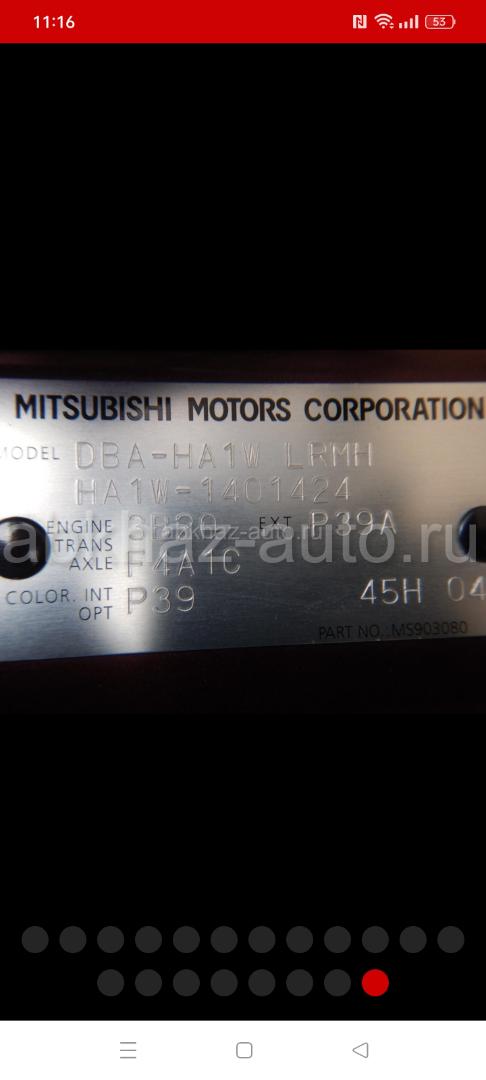 11:16
53
MITSUBISHI MOTORS CORPORATION
MODEL DBA-HA1W LRMH
HA1W-1401424
ENGINE 3B20 EXT P39A
TRANS
AXLE F4A1C
COLOR. INT P39 45H 04
OPT
PART NO. MS903080